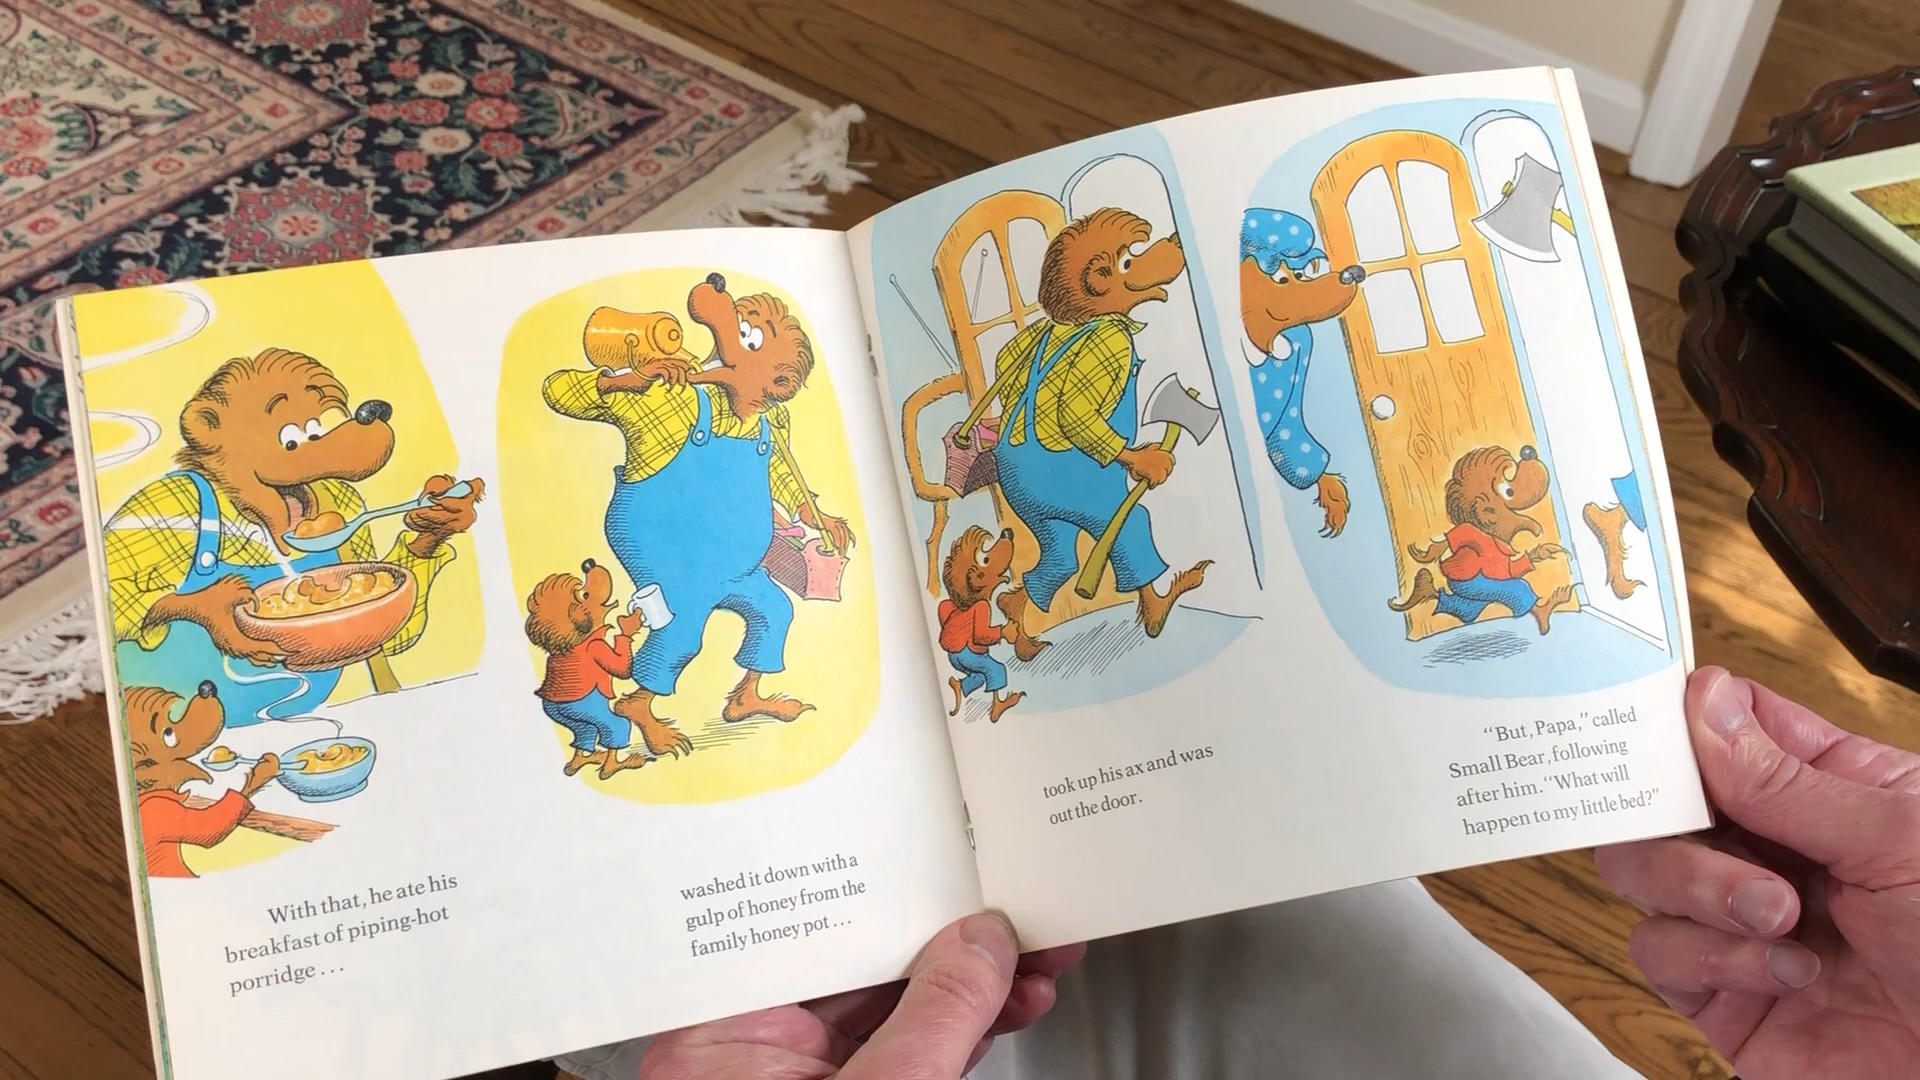 With that, he ate his
breakfast of piping-hot
porridge . . .
washed it down with a
gulp of honey from the
family honey pot . . .
took up his ax and was
out the door.
“But, Papa,” called
Small Bear, following
after him. “What will
happen to my little bed?”